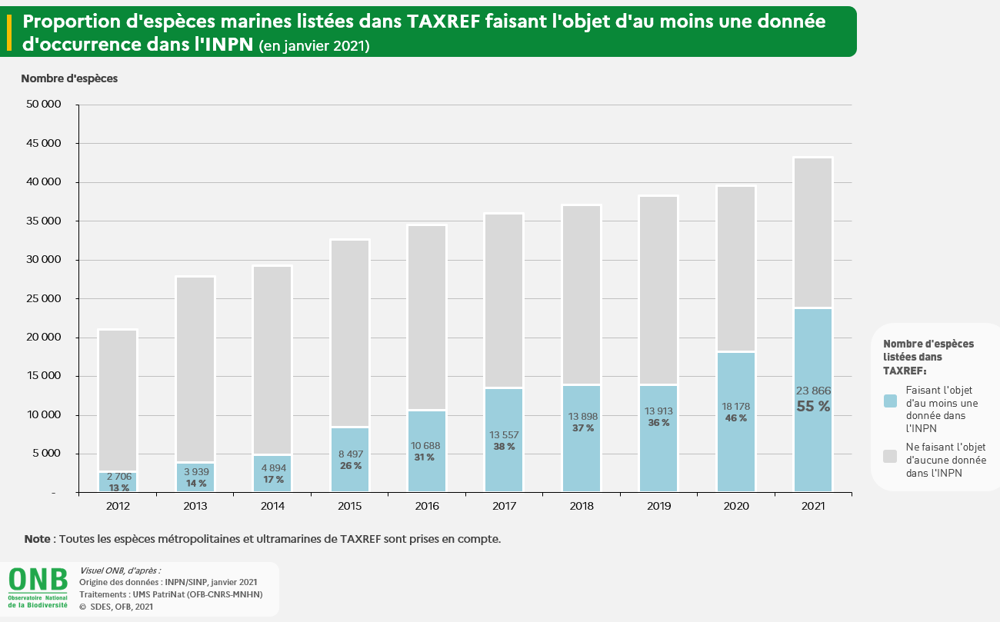 Proportion d'espèces marines listées dans TAXREF faisant l'objet d'au moins une donnée
d'occurrence dans l'INPN (en janvier 2021)
Nombre d'espèces
50 000
45 000
40 000
35 000
30 000
25 000
20 000
15 000
10 000
5 000
-
2 706
13 %
3 939
14 %
4 894
17 %
8 497
26 %
10 688
31 %
13 557
38 %
13 898
37 %
13 913
36 %
18 178
46 %
23 866
55 %
2012 2013 2014 2015 2016 2017 2018 2019 2020 2021
Nombre d'espèces
listées dans
TAXREF:
Faisant l'objet
d'au moins une
donnée dans
l'INPN
Ne faisant l'objet
d'aucune donnée
dans l'INPN
Note : Toutes les espèces métropolitaines et ultramarines de TAXREF sont prises en compte.
ONB
Observatoire National
de la Biodiversité
Visuel ONB, d'après :
Origine des données : INPN/SINP, janvier 2021
Traitements : UMS PatriNat (OFB-CNRS-MNHN)
© SDES, OFB, 2021